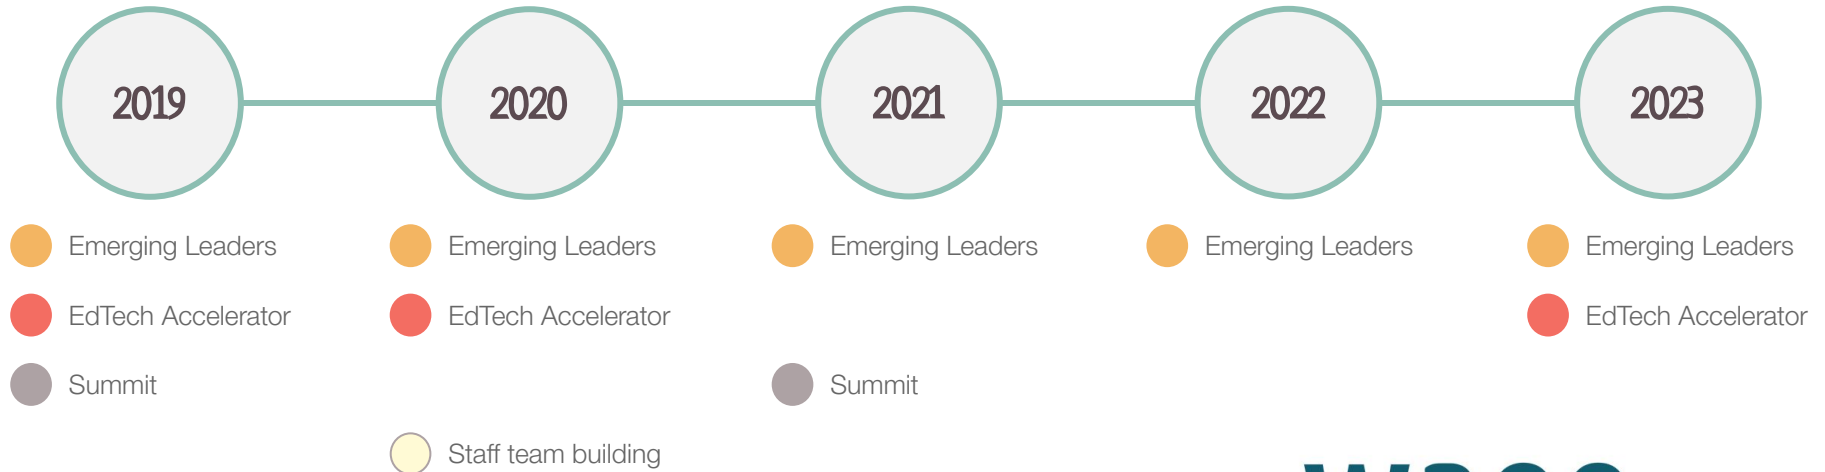 2019 2020 2021 2022 2023
Emerging Leaders Emerging Leaders Emerging Leaders Emerging Leaders Emerging Leaders
EdTech Accelerator EdTech Accelerator EdTech Accelerator
Summit Summit
Staff team building